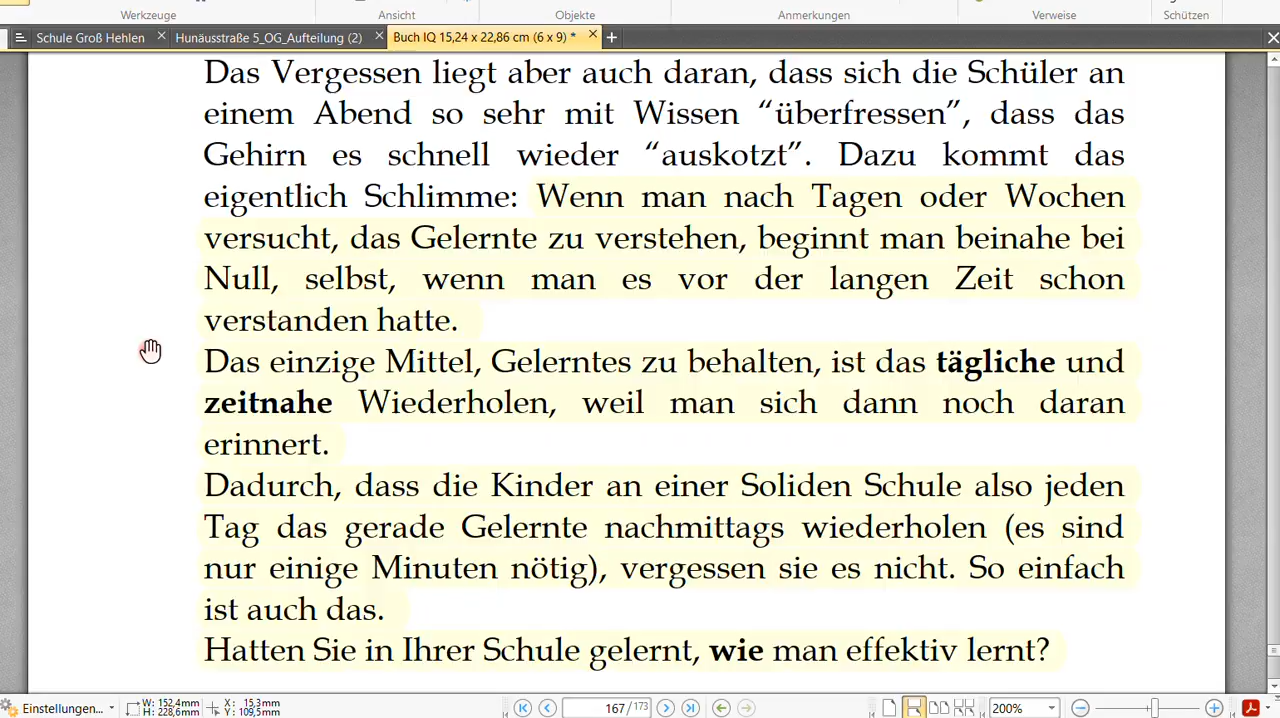 Werkzeuge Ansicht Objekte Anmerkungen Verweise Schützen
Schule Groß Hehlen Hunäusstraße 5_OG_Aufteilung (2) Buch IQ 15,24 x 22,86 cm (6 x 9) *
Das Vergessen liegt aber auch daran, dass sich die Schüler an
einem Abend so sehr mit Wissen “überfressen”, dass das
Gehirn es schnell wieder “auskotzt”. Dazu kommt das
eigentlich Schlimme: Wenn man nach Tagen oder Wochen
versucht, das Gelernte zu verstehen, beginnt man beinahe bei
Null, selbst, wenn man es vor der langen Zeit schon
verstanden hatte.
Das einzige Mittel, Gelerntes zu behalten, ist das tägliche und
zeitnahe Wiederholen, weil man sich dann noch daran
erinnert.
Dadurch, dass die Kinder an einer Soliden Schule also jeden
Tag das gerade Gelernte nachmittags wiederholen (es sind
nur einige Minuten nötig), vergessen sie es nicht. So einfach
ist auch das.
Hatten Sie in Ihrer Schule gelernt, wie man effektiv lernt?
Einstellungen... W: 152,4mm X: 15,3mm 167 / 173 200%
H: 228,6mm Y: 109,5mm